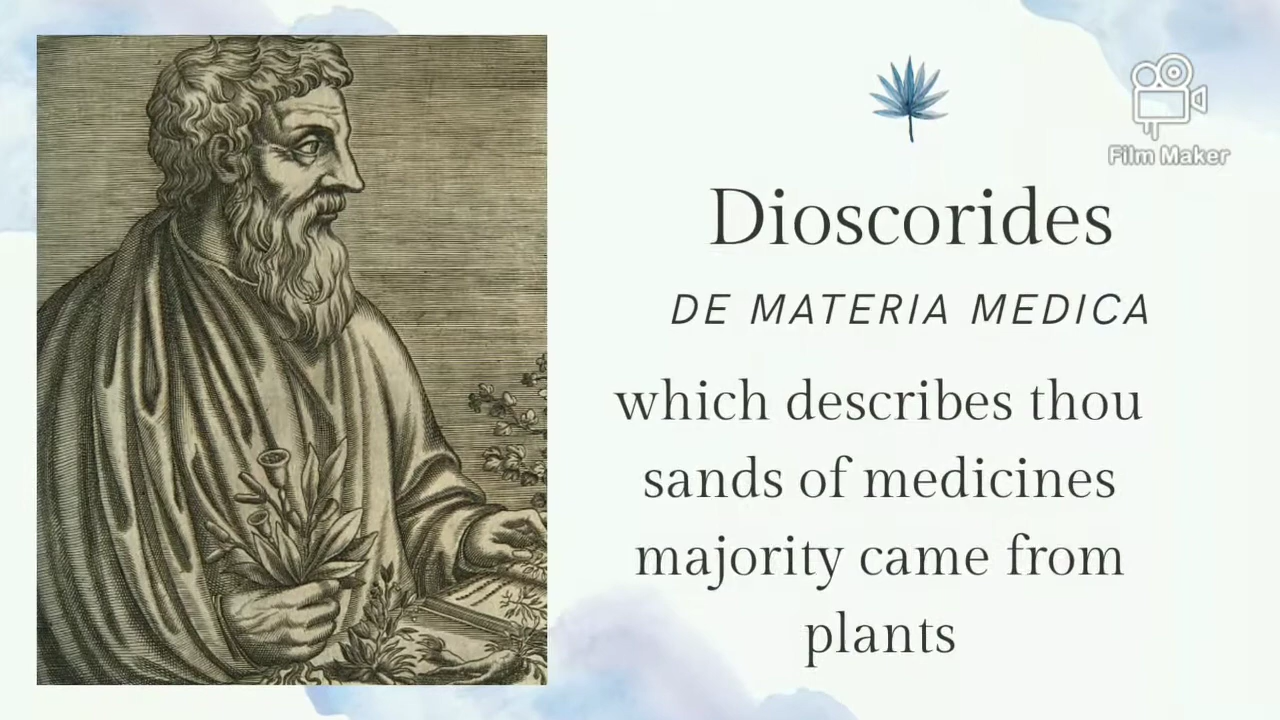 Film Maker
Dioscorides
DE MATERIA MEDICA
which describes thou
sands of medicines
majority came from
plants